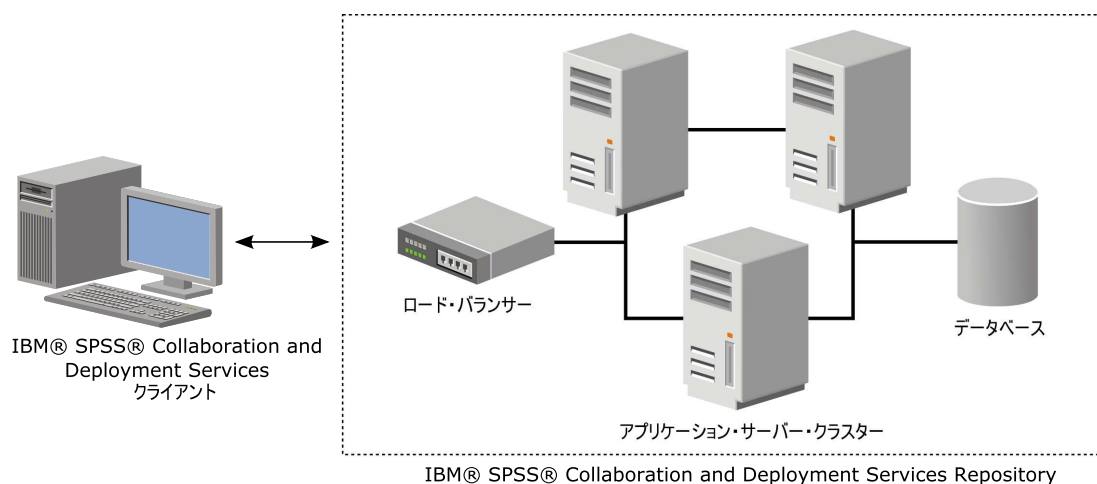 IBM® SPSS® Collaboration and
Deployment Services
クライアント
ロード・バランサー
アプリケーション・サーバー・クラスター
データベース
IBM® SPSS® Collaboration and Deployment Services Repository